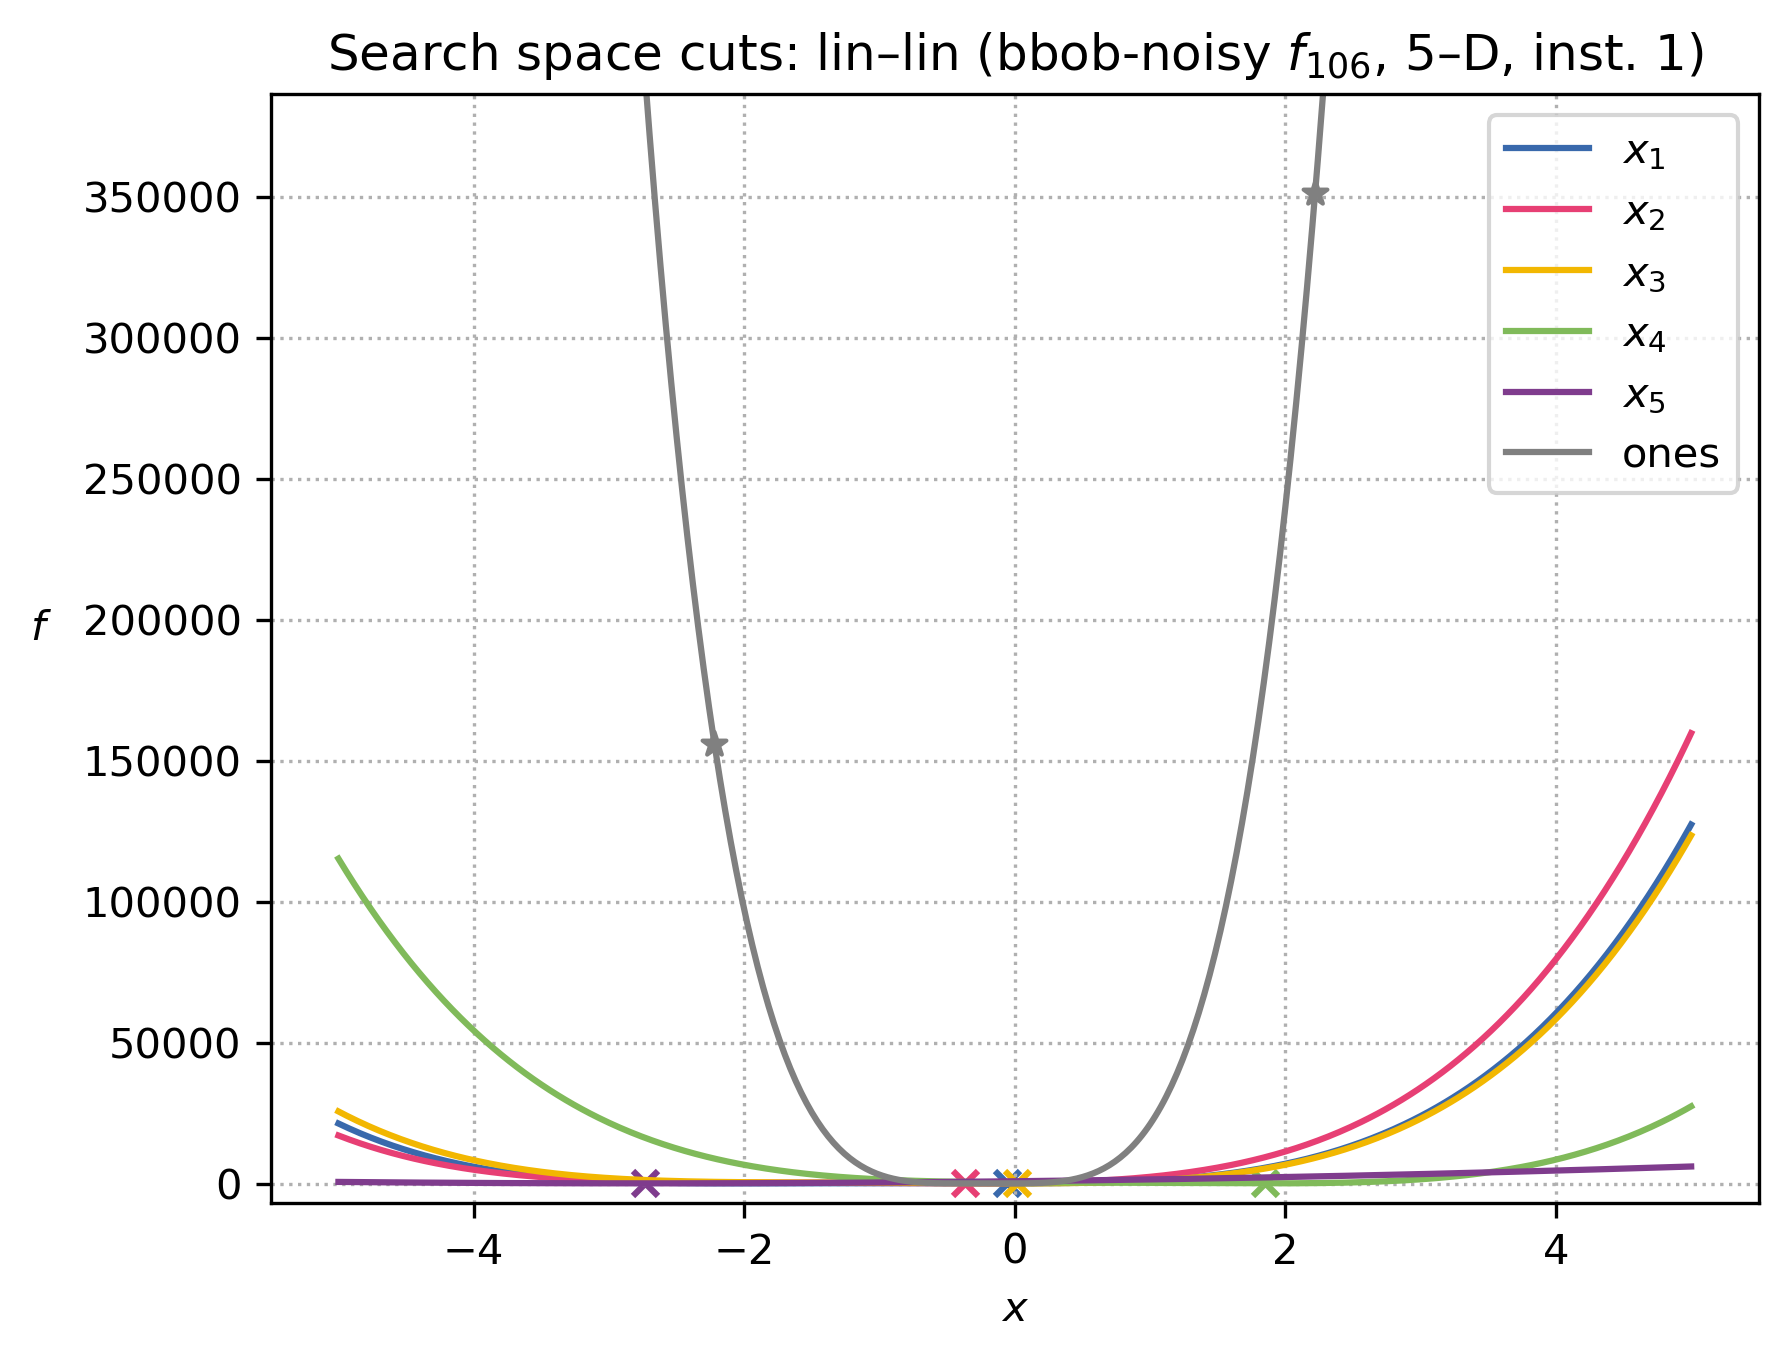 Search space cuts: lin–lin (bbob-noisy f₁₀₆, 5–D, inst. 1)
x₁
x₂
x₃
x₄
x₅
ones
350000
300000
250000
200000
150000
100000
50000
0
f
−4 −2 0 2 4
x